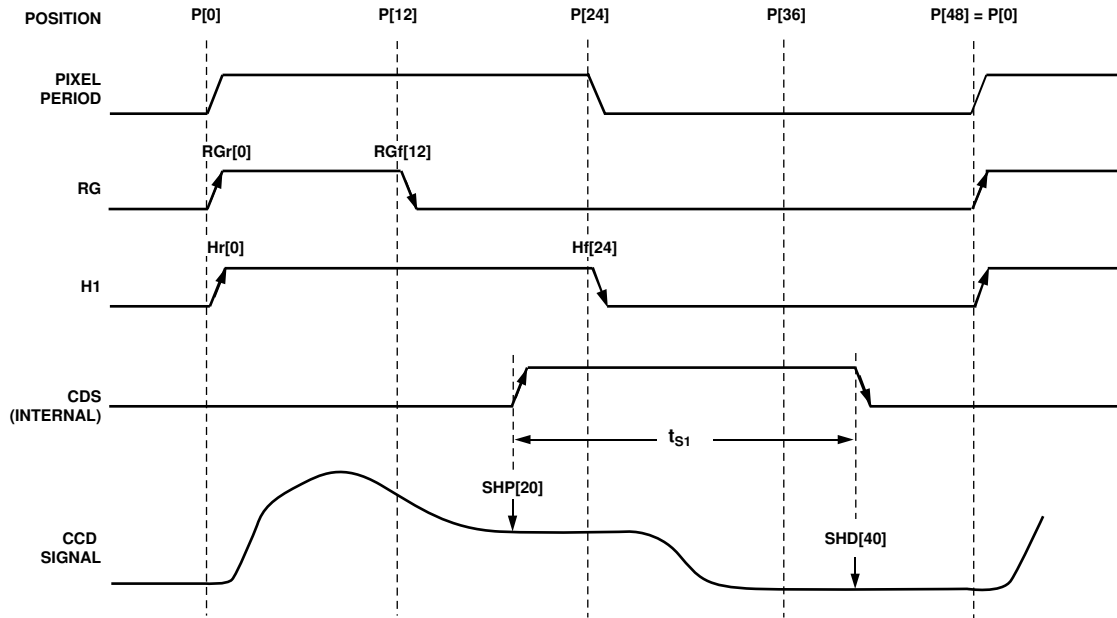 POSITION P[0] P[12] P[24] P[36] P[48] = P[0]
PIXEL
PERIOD
RGr[0] RGf[12]
RG
Hr[0] Hf[24]
H1
CDS
(INTERNAL)
tS1
SHP[20]
SHD[40]
CCD
SIGNAL